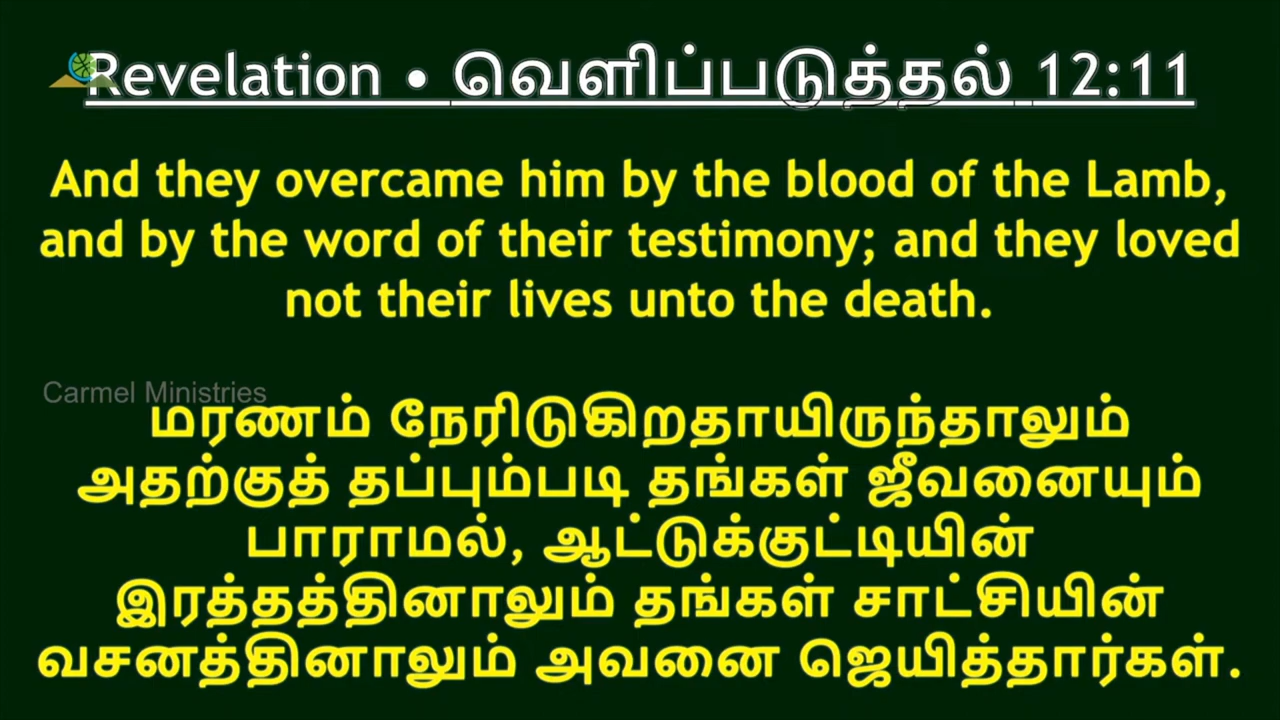 Revelation • வெளிப்படுத்தல் 12:11
And they overcame him by the blood of the Lamb,
and by the word of their testimony; and they loved
not their lives unto the death.
Carmel Ministries
மரணம் நேரிடுகிறதாயிருந்தாலும்
அதற்குத் தப்பும்படி தங்கள் ஜீவனையும்
பாராமல், ஆட்டுக்குட்டியின்
இரத்தத்தினாலும் தங்கள் சாட்சியின்
வசனத்தினாலும் அவனை ஜெயித்தார்கள்.